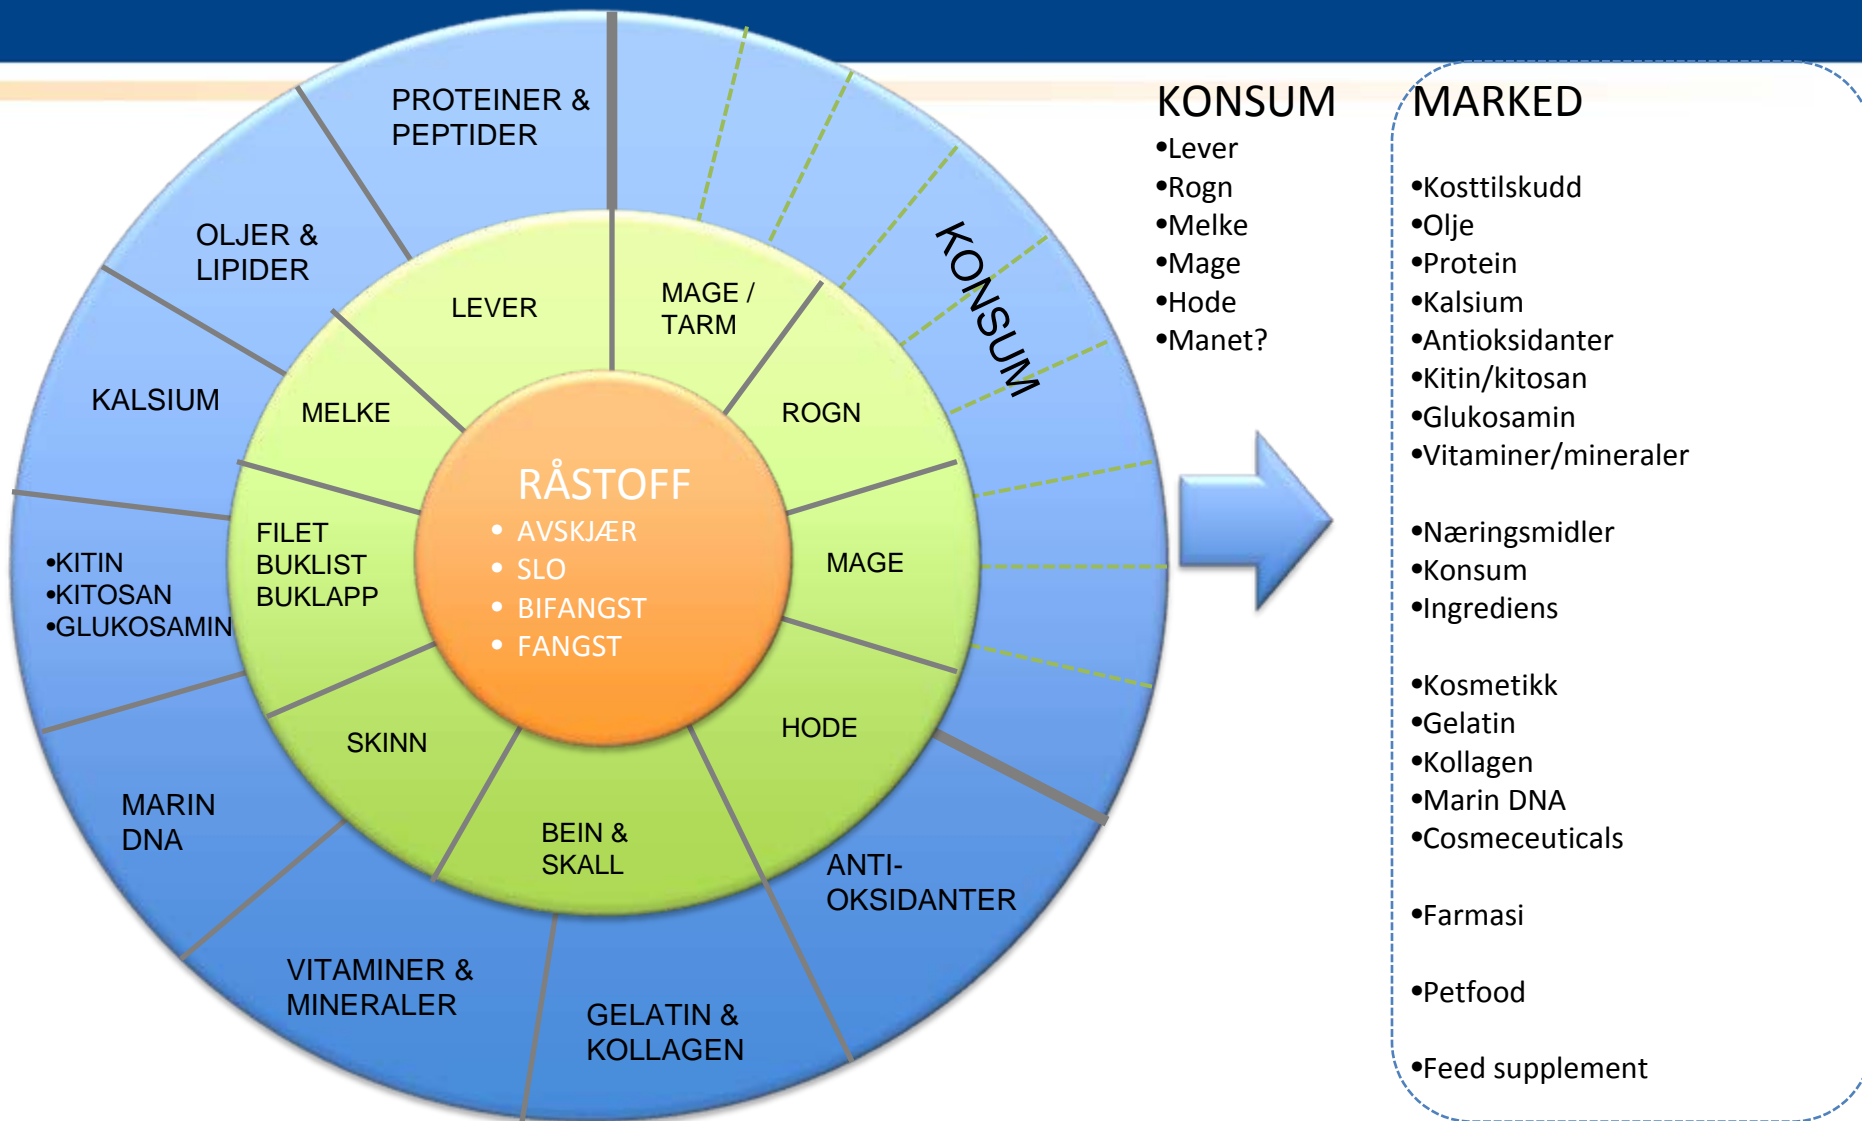 PROTEINER &
PEPTIDER
OLJER &
LIPIDER
KALSIUM
•KITIN
•KITOSAN
•GLUKOSAMIN
MARIN
DNA
VITAMINER &
MINERALER
GELATIN &
KOLLAGEN
ANTI-
OKSIDANTER
KONSUM
LEVER
MAGE /
TARM
MELKE
ROGN
FILET
BUKLIST
BUKLAPP
MAGE
SKINN
HODE
BEIN &
SKALL
RÅSTOFF
• AVSKJÆR
• SLO
• BIFANGST
• FANGST
KONSUM
•Lever
•Rogn
•Melke
•Mage
•Hode
•Manet?
MARKED
•Kosttilskudd
•Olje
•Protein
•Kalsium
•Antioksidanter
•Kitin/kitosan
•Glukosamin
•Vitaminer/mineraler
•Næringsmidler
•Konsum
•Ingrediens
•Kosmetikk
•Gelatin
•Kollagen
•Marin DNA
•Cosmeceuticals
•Farmasi
•Petfood
•Feed supplement